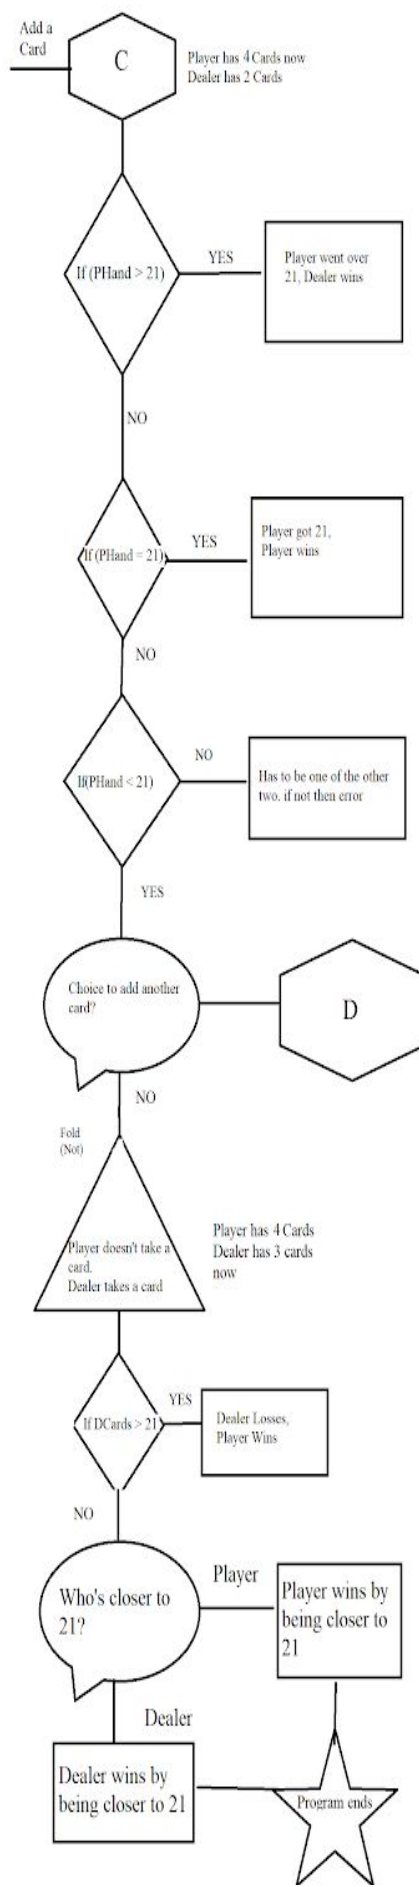 Add a
Card
C
Player has 4 Cards now
Dealer has 2 Cards
If (PHand > 21)
YES
Player went over
21, Dealer wins
NO
If (PHand = 21)
YES
Player got 21,
Player wins
NO
If(PHand < 21)
NO
Has to be one of the other
two. if not then error
YES
Choice to add another
card?
D
NO
Fold
(Not)
Player doesn't take a
card.
Dealer takes a card
Player has 4 Cards
Dealer has 3 cards
now
If DCards > 21
YES
Dealer Losses,
Player Wins
NO
Who's closer to
21?
Player
Player wins by
being closer to
21
Dealer
Dealer wins by
being closer to 21
Program ends